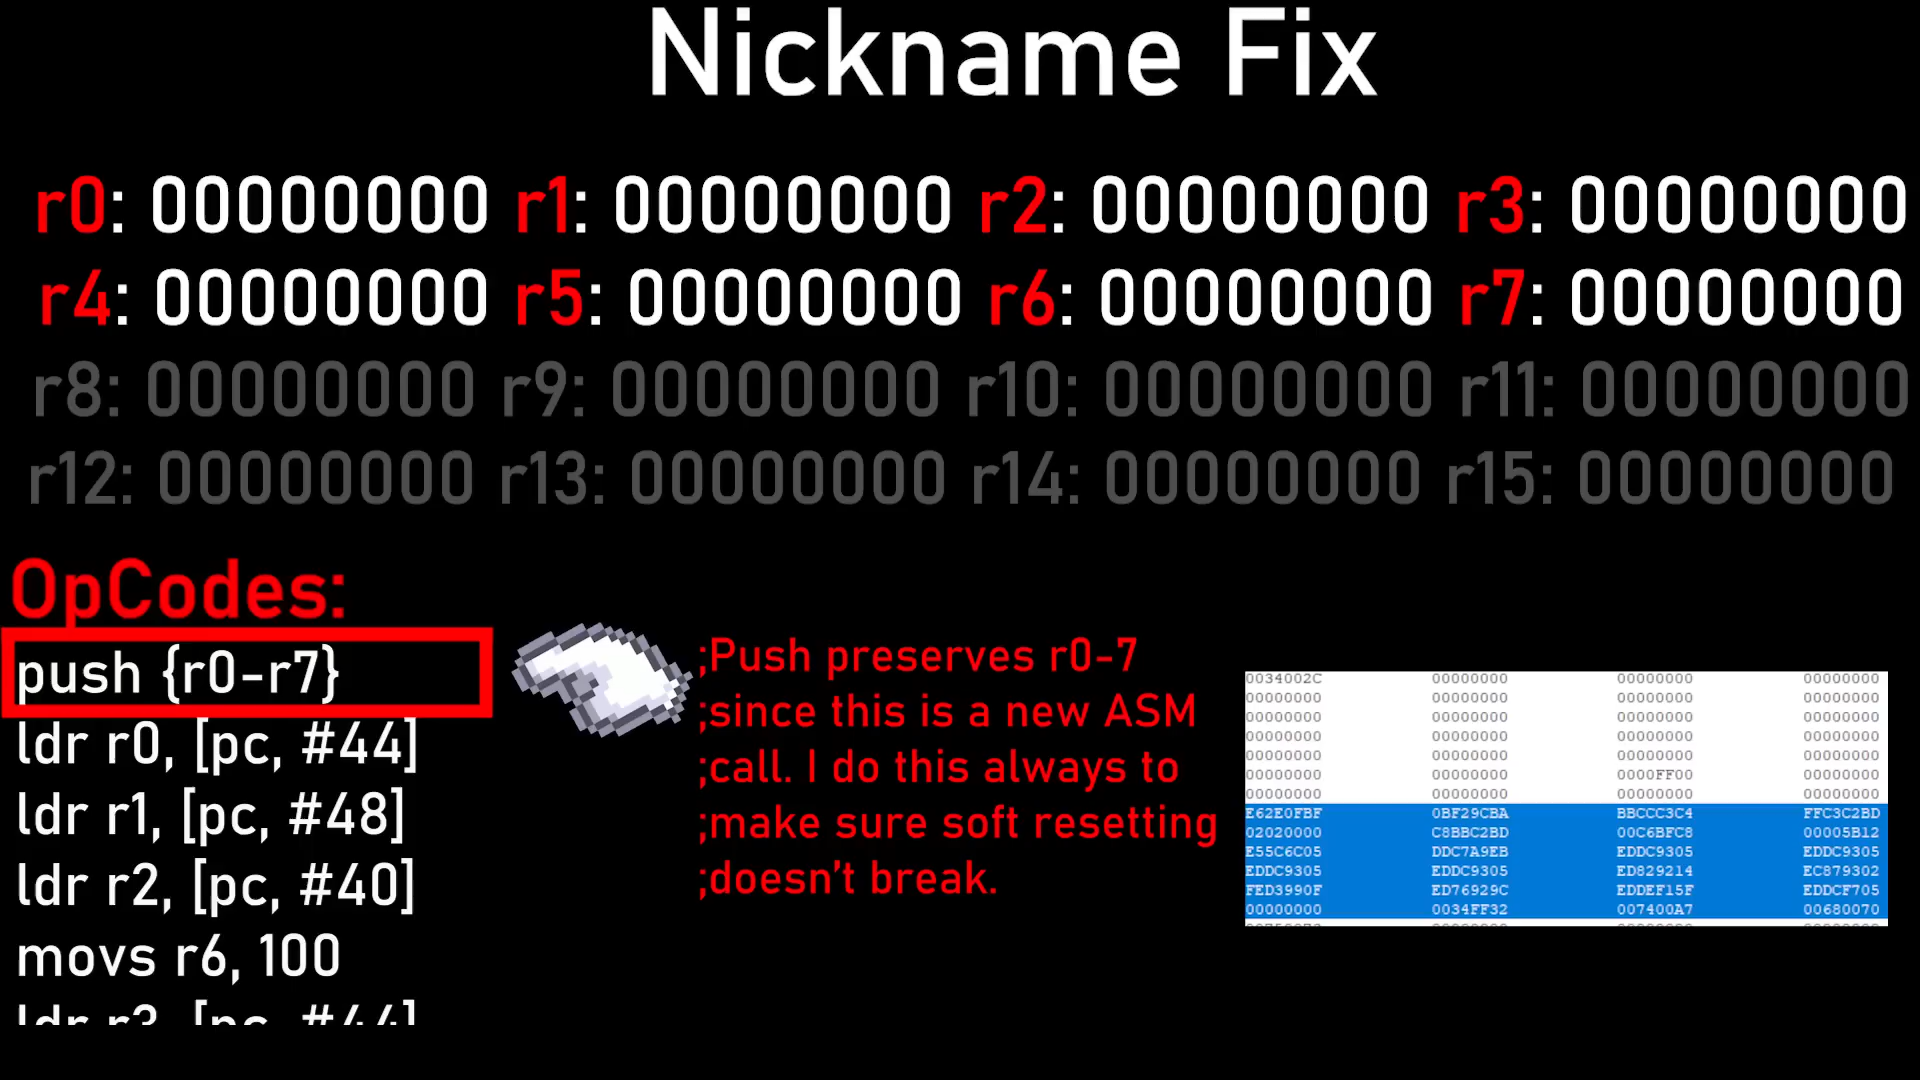 Nickname Fix
r0: 00000000 r1: 00000000 r2: 00000000 r3: 00000000
r4: 00000000 r5: 00000000 r6: 00000000 r7: 00000000
r8: 00000000 r9: 00000000 r10: 00000000 r11: 00000000
r12: 00000000 r13: 00000000 r14: 00000000 r15: 00000000
OpCodes:
push {r0-r7}
ldr r0, [pc, #44]
ldr r1, [pc, #48]
ldr r2, [pc, #40]
movs r6, 100
ldr r3, [pc, #44]
;Push preserves r0-7
;since this is a new ASM
;call. I do this always to
;make sure soft resetting
;doesn't break.
0034002C 00000000 00000000 00000000
00000000 00000000 00000000 00000000
00000000 00000000 00000000 00000000
00000000 00000000 00000000 00000000
00000000 00000000 00000000 00000000
00000000 00000000 0000FF00 00000000
00000000 00000000 00000000 00000000
E62E0FBF 0BF29CBA BBCCC3C4 FFC3C2BD
02020000 C8BBC2BD 00C6BFC8 00005B12
E55C6C05 DDC7A9EB EDDC9305 EDDC9305
EDDC9305 EDDC9305 ED829214 EC879302
FED3990F ED76929C EDDEF15F EDDCF705
00000000 0034FF32 007400A7 00680070